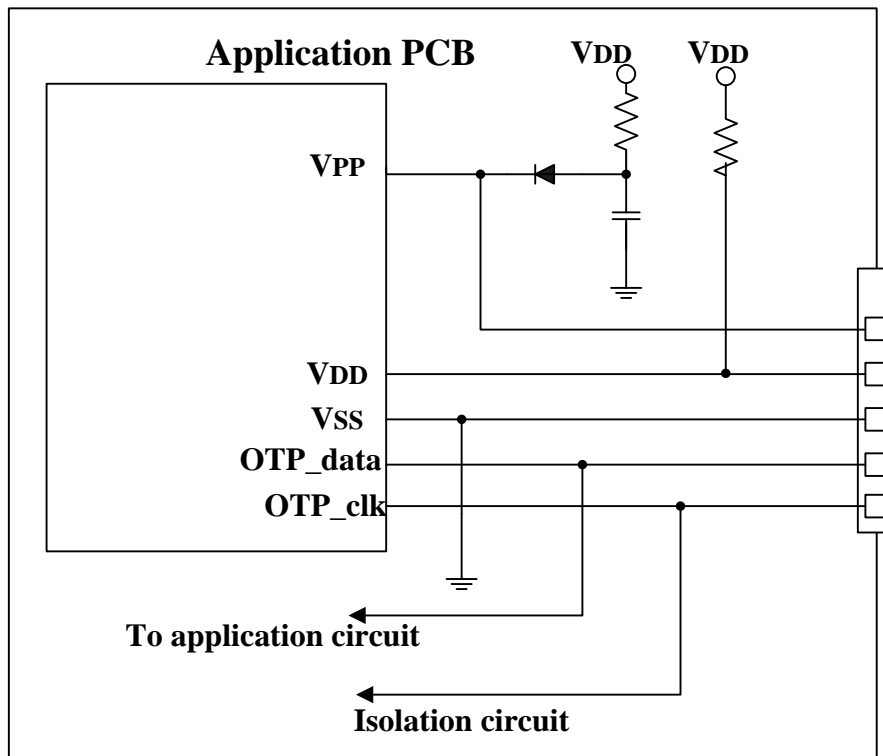 Application PCB
VDD
VDD
VPP
VDD
VSS
OTP_data
OTP_clk
To application circuit
Isolation circuit